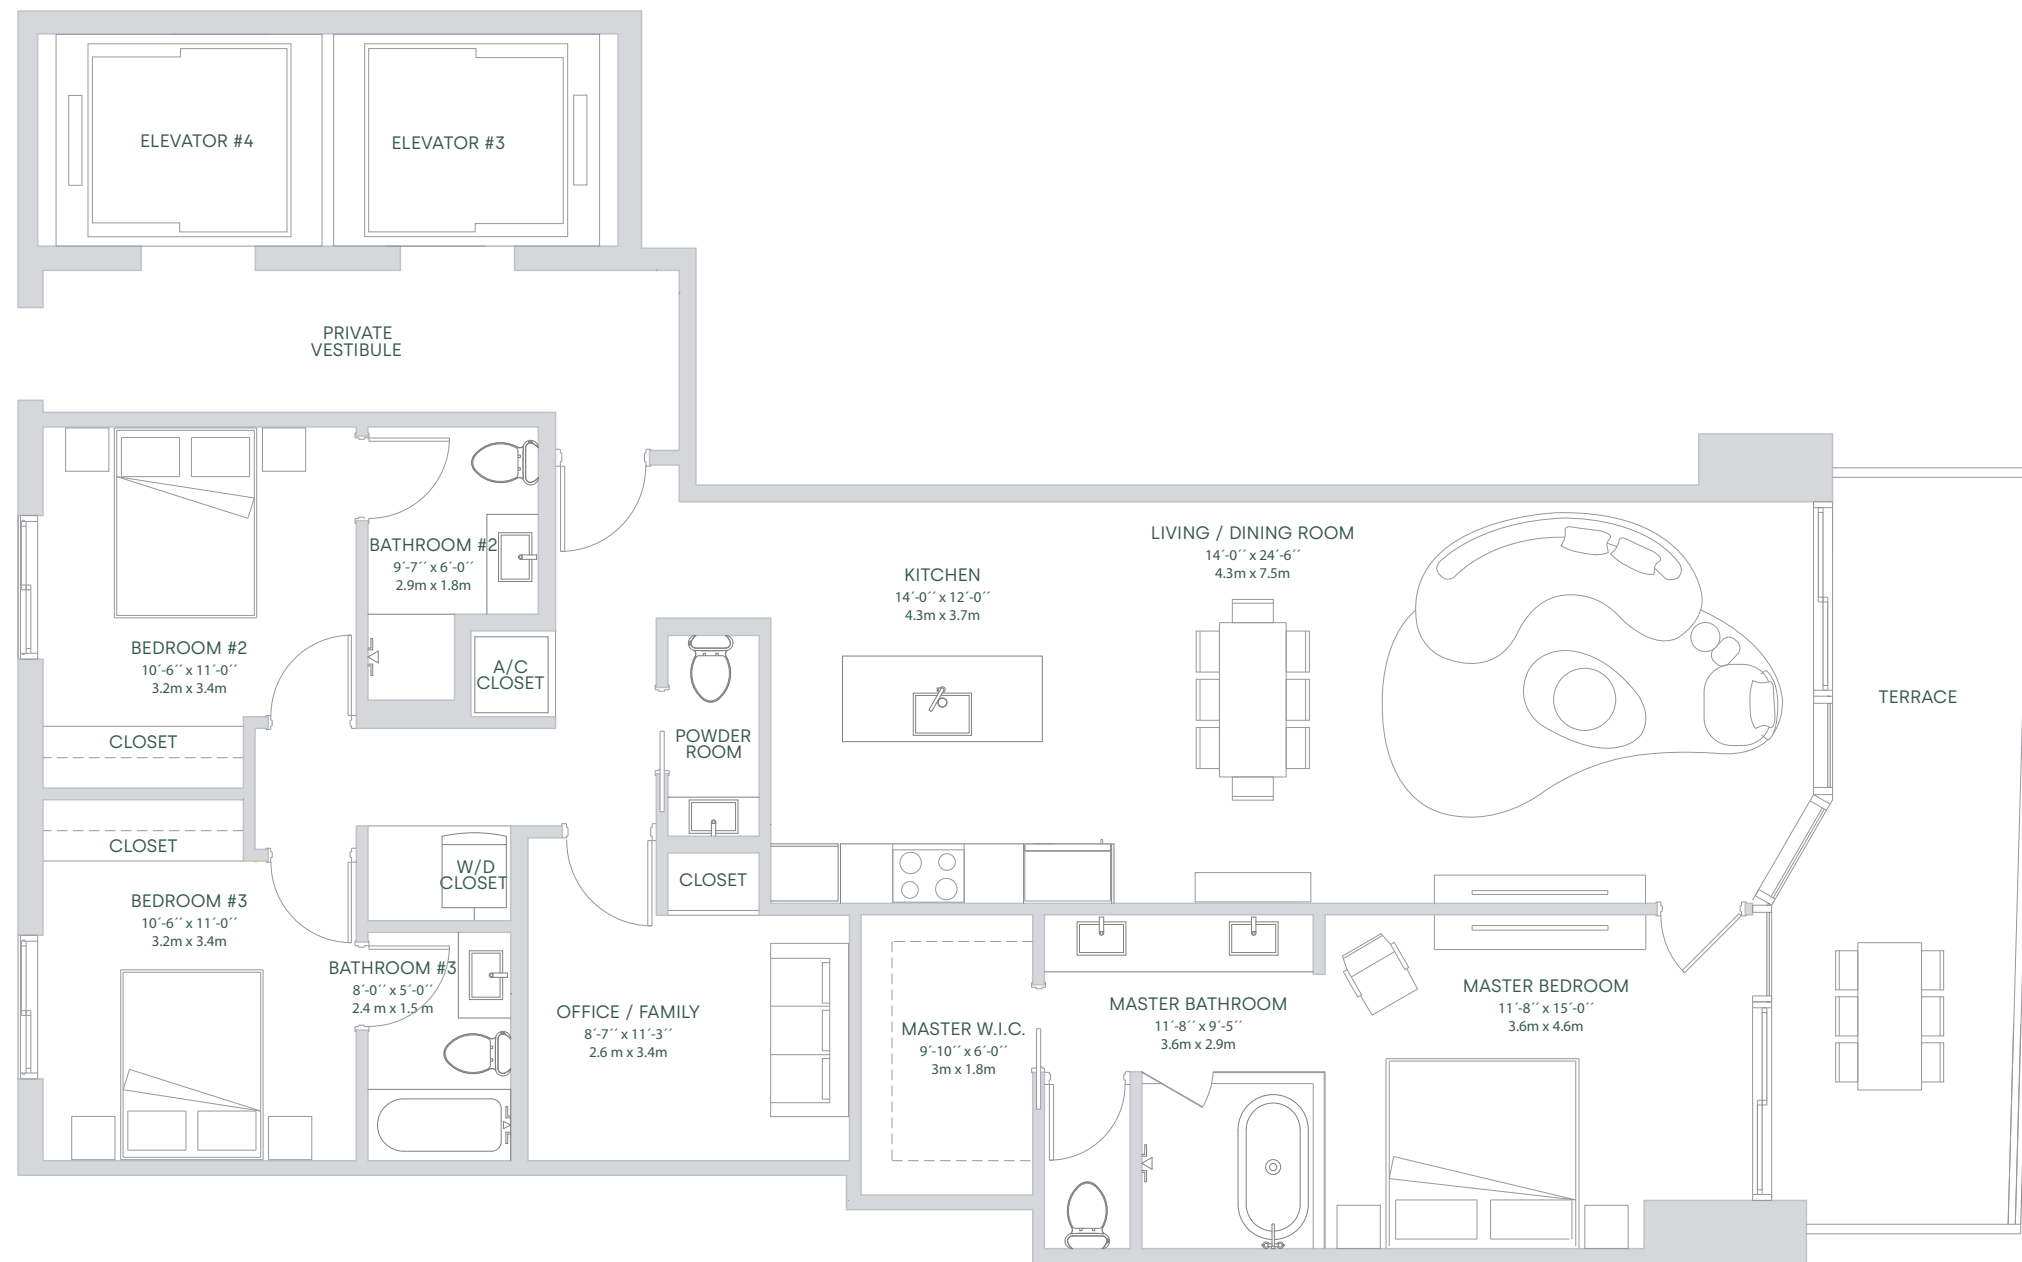 ELEVATOR #4
ELEVATOR #3
PRIVATE
VESTIBULE
BATHROOM #2
9´-7´´ x 6´-0´´
2.9m x 1.8m
LIVING / DINING ROOM
14´-0´´ x 24´-6´´
4.3m x 7.5m
KITCHEN
14´-0´´ x 12´-0´´
4.3m x 3.7m
BEDROOM #2
10´-6´´ x 11´-0´´
3.2m x 3.4m
A/C
CLOSET
TERRACE
CLOSET
POWDER
ROOM
CLOSET
W/D
CLOSET
CLOSET
BEDROOM #3
10´-6´´ x 11´-0´´
3.2m x 3.4m
BATHROOM #3
8´-0´´ x 5´-0´´
2.4 m x 1.5 m
OFFICE / FAMILY
8´-7´´ x 11´-3´´
2.6 m x 3.4m
MASTER W.I.C.
9´-10´´ x 6´-0´´
3m x 1.8m
MASTER BATHROOM
11´-8´´ x 9´-5´´
3.6m x 2.9m
MASTER BEDROOM
11´-8´´ x 15´-0´´
3.6m x 4.6m